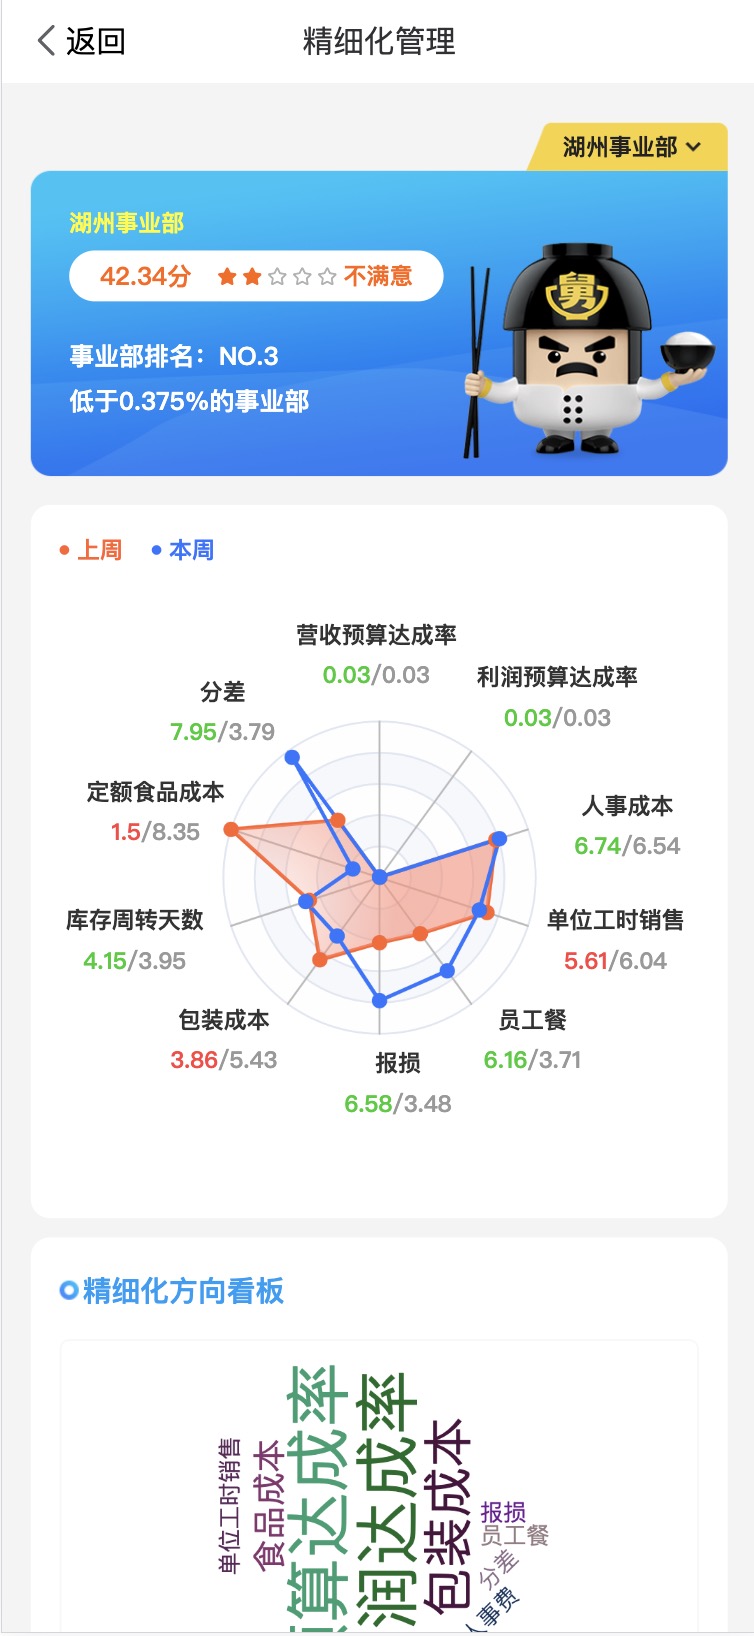 返回
精细化管理
湖州事业部
湖州事业部
42.34分 不满意
舅
事业部排名：NO.3
低于0.375%的事业部
上周 本周
营收预算达成率
0.03/0.03
利润预算达成率
0.03/0.03
分差
7.95/3.79
定额食品成本
1.5/8.35
人事成本
6.74/6.54
库存周转天数
4.15/3.95
单位工时销售
5.61/6.04
包装成本
3.86/5.43
员工餐
6.16/3.71
报损
6.58/3.48
精细化方向看板
单位工时销售
食品成本
算达成率
润达成率
包装成本
报损
员工餐
分差
人事费